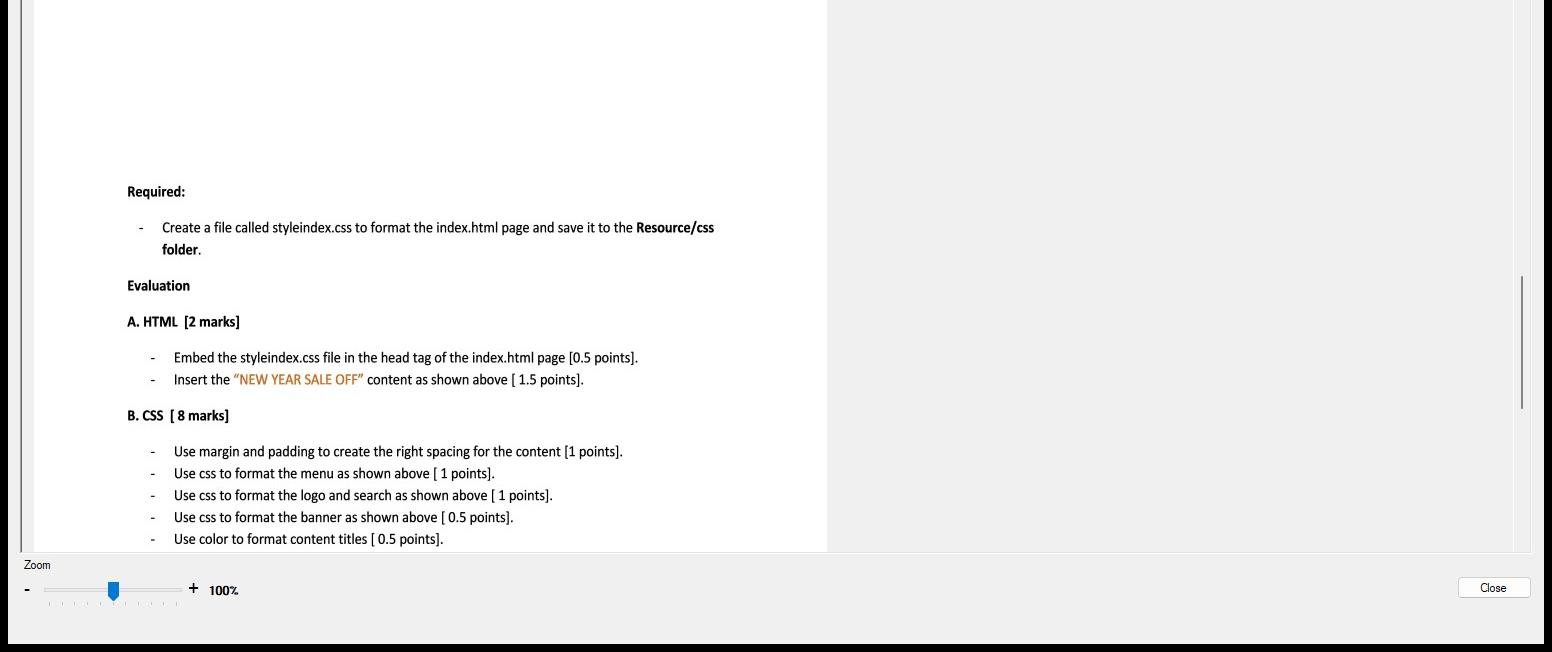 Required:
- Create a file called styleindex.css to format the index.html page and save it to the Resource/css
folder.
Evaluation
A. HTML [2 marks]
- Embed the styleindex.css file in the head tag of the index.html page [0.5 points].
- Insert the “NEW YEAR SALE OFF” content as shown above [ 1.5 points].
B. CSS [ 8 marks]
- Use margin and padding to create the right spacing for the content [1 points].
- Use css to format the menu as shown above [ 1 points].
- Use css to format the logo and search as shown above [ 1 points].
- Use css to format the banner as shown above [ 0.5 points].
- Use color to format content titles [ 0.5 points].
Zoom
- + 100%
Close